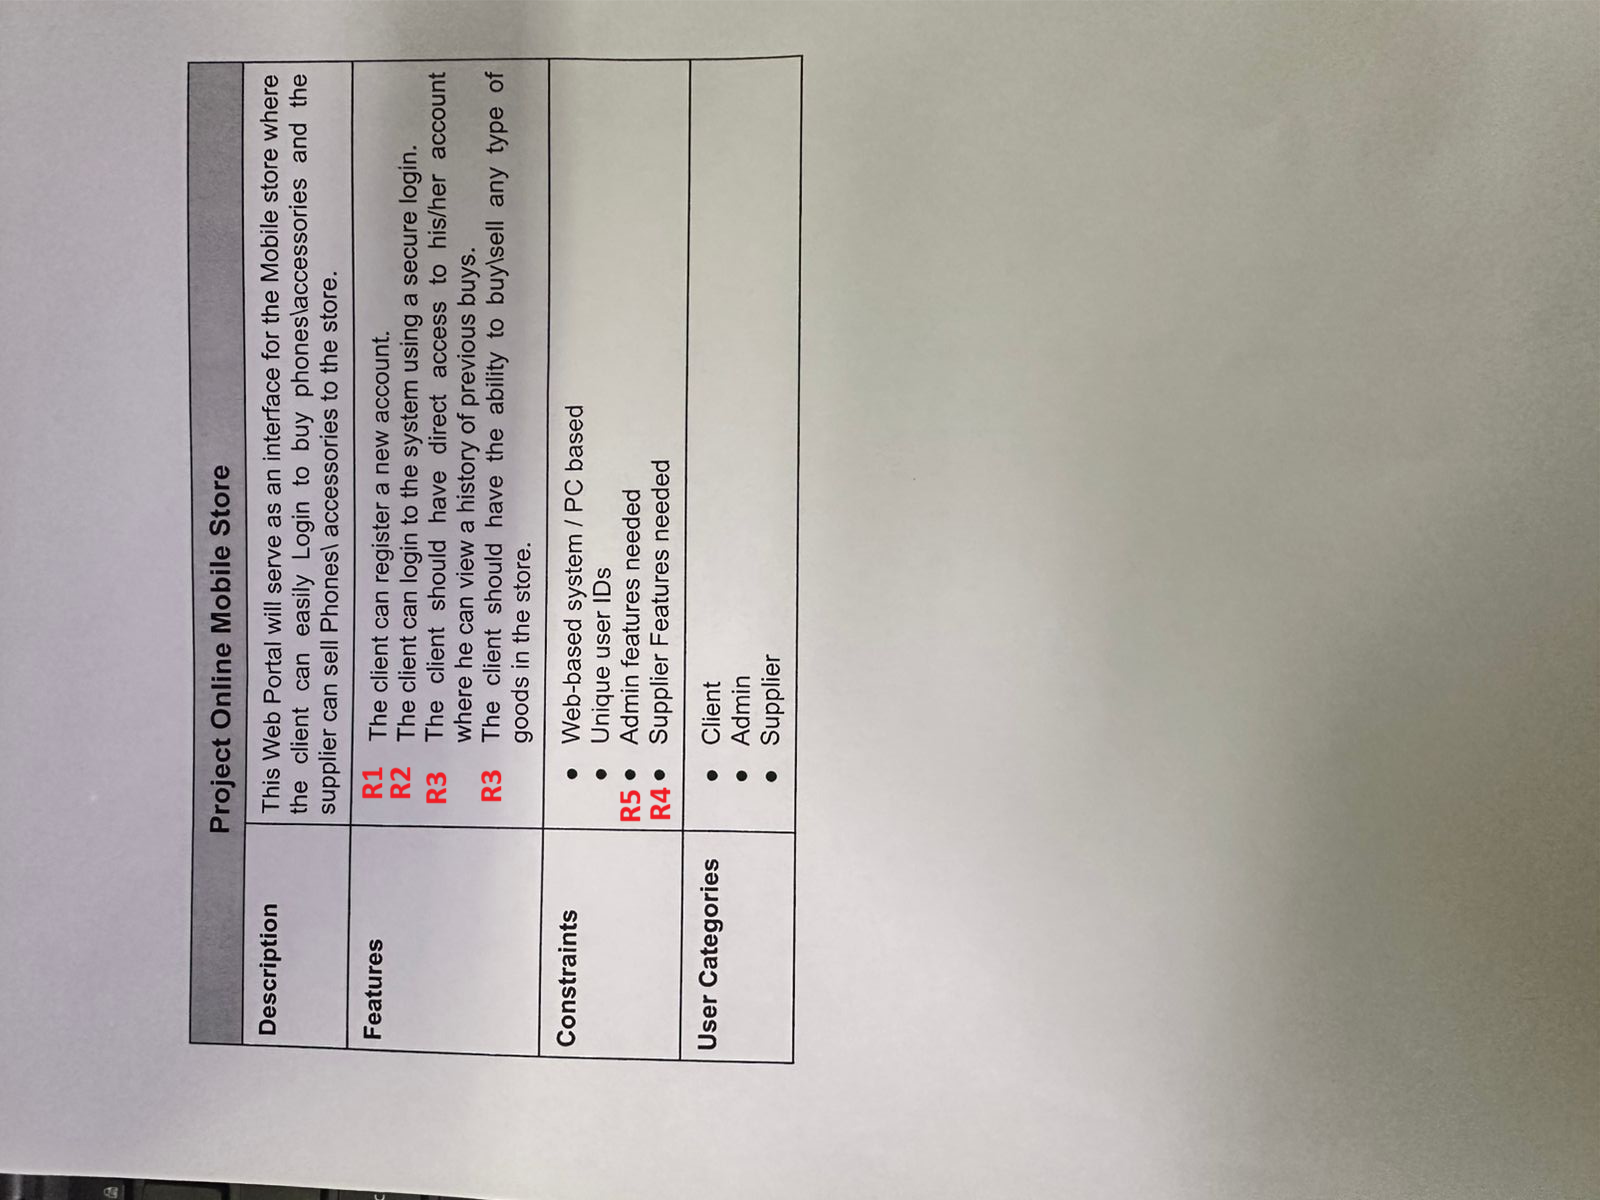 Project Online Mobile Store
Description
This Web Portal will serve as an interface for the Mobile store where
the client can easily Login to buy phones\accessories and the
supplier can sell Phones\ accessories to the store.
Features
R1 The client can register a new account.
R2 The client can login to the system using a secure login.
R3 The client should have direct access to his/her account
where he can view a history of previous buys.
R3 The client should have the ability to buy\sell any type of
goods in the store.
Constraints
• Web-based system / PC based
• Unique user IDs
R5 • Admin features needed
R4 • Supplier Features needed
User Categories
• Client
• Admin
• Supplier